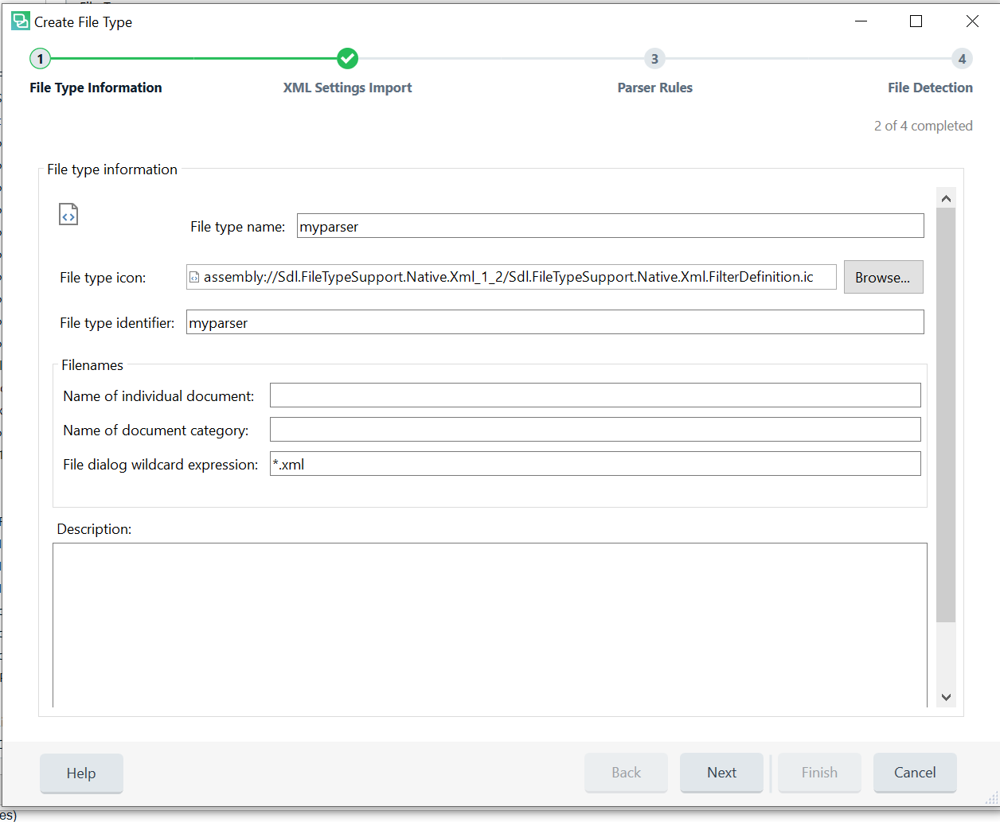 Create File Type
1
3
4
File Type Information
XML Settings Import
Parser Rules
File Detection
2 of 4 completed
File type information
File type name: myparser
File type icon: assembly://Sdl.FileTypeSupport.Native.Xml_1_2/Sdl.FileTypeSupport.Native.Xml.FilterDefinition.ic Browse...
File type identifier: myparser
Filenames
Name of individual document:
Name of document category:
File dialog wildcard expression: *.xml
Description:
Help Back Next Finish Cancel
es)